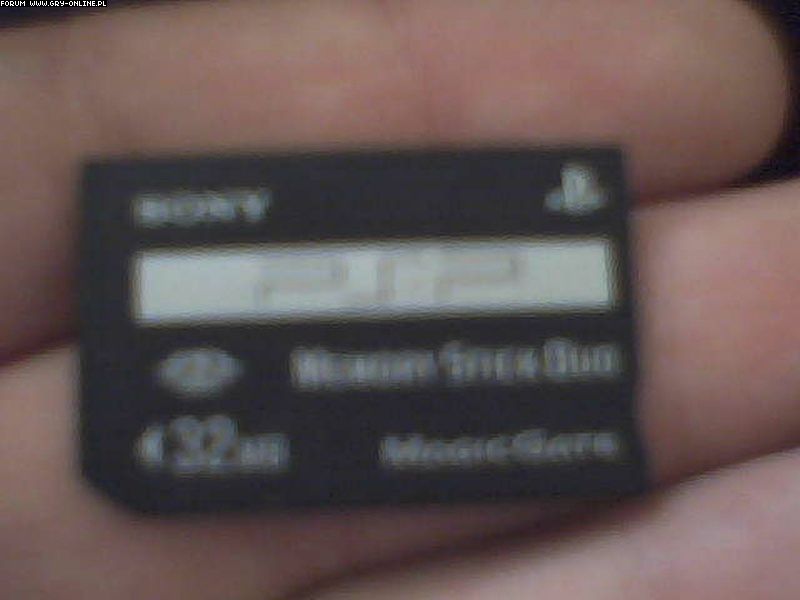 FORUM WWW.GRY-ONLINE.PL
SONY
PSP
MEMORY STICK DUO
32MB
MAGICGATE